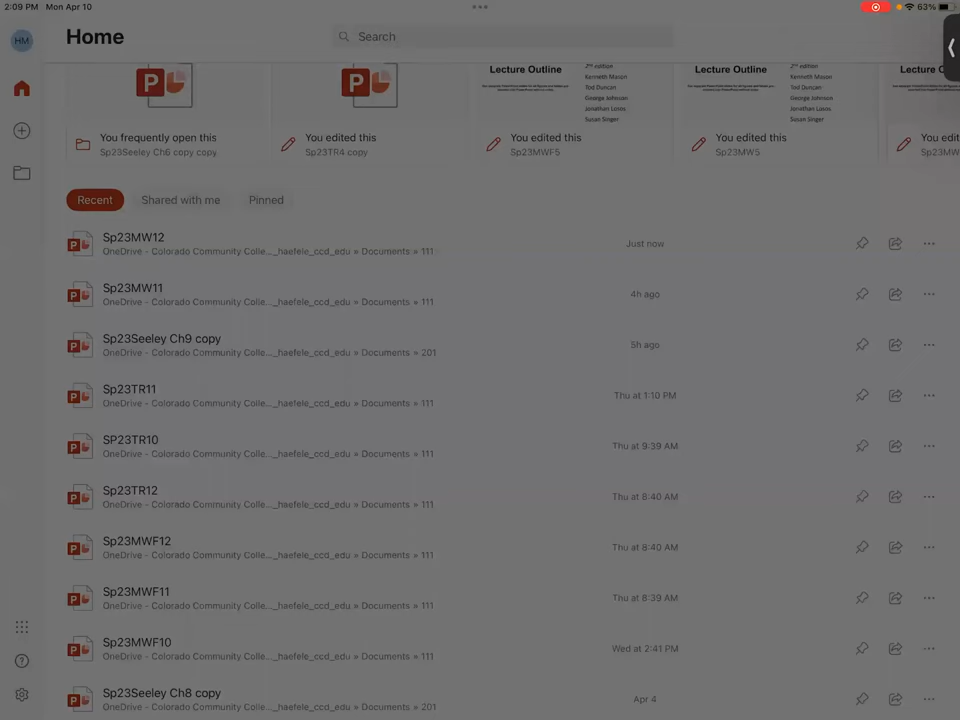 2:09 PM Mon Apr 10
63%
HM
Home
Search
You frequently open this
Sp23Seeley Ch6 copy copy
You edited this
Sp23TR4 copy
Lecture Outline
2nd edition
Kenneth Mason
Tod Duncan
George Johnson
Jonathan Losos
Susan Singer
You edited this
Sp23MWF5
Lecture Outline
2nd edition
Kenneth Mason
Tod Duncan
George Johnson
Jonathan Losos
Susan Singer
You edited this
Sp23MW5
Lecture O
You edit
Sp23MW
Recent
Shared with me
Pinned
Sp23MW12
OneDrive - Colorado Community Colle..._haefele_ccd_edu » Documents » 111
Just now
Sp23MW11
OneDrive - Colorado Community Colle..._haefele_ccd_edu » Documents » 111
4h ago
Sp23Seeley Ch9 copy
OneDrive - Colorado Community Colle..._haefele_ccd_edu » Documents » 201
5h ago
Sp23TR11
OneDrive - Colorado Community Colle..._haefele_ccd_edu » Documents » 111
Thu at 1:10 PM
SP23TR10
OneDrive - Colorado Community Colle..._haefele_ccd_edu » Documents » 111
Thu at 9:39 AM
Sp23TR12
OneDrive - Colorado Community Colle..._haefele_ccd_edu » Documents » 111
Thu at 8:40 AM
Sp23MWF12
OneDrive - Colorado Community Colle..._haefele_ccd_edu » Documents » 111
Thu at 8:40 AM
Sp23MWF11
OneDrive - Colorado Community Colle..._haefele_ccd_edu » Documents » 111
Thu at 8:39 AM
Sp23MWF10
OneDrive - Colorado Community Colle..._haefele_ccd_edu » Documents » 111
Wed at 2:41 PM
Sp23Seeley Ch8 copy
OneDrive - Colorado Community Colle..._haefele_ccd_edu » Documents » 201
Apr 4